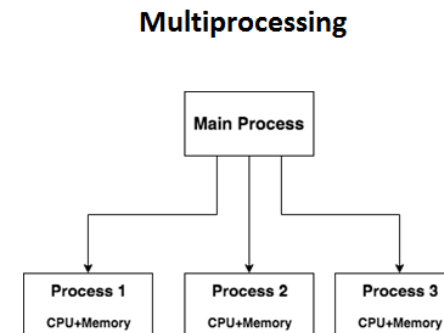 Multiprocessing
Main Process
Process 1
Process 2
Process 3
CPU+Memory
CPU+Memory
CPU+Memory